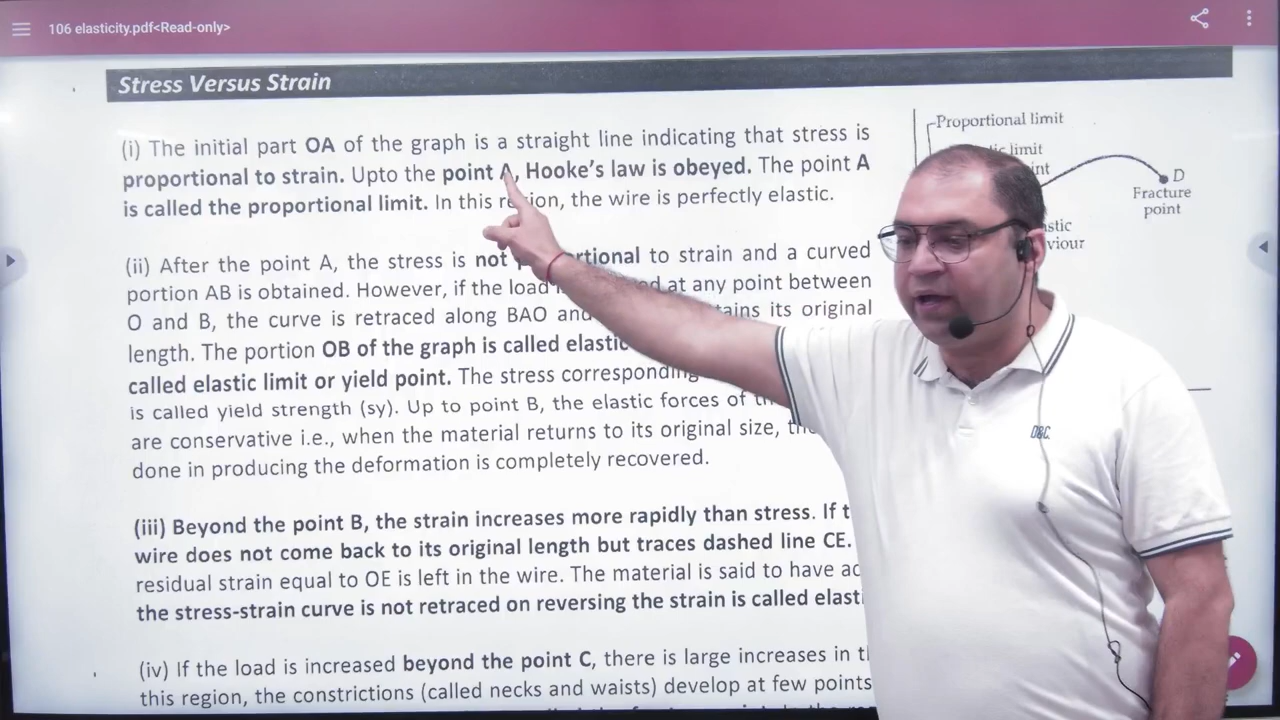 106 elasticity.pdf<Read-only>
Stress Versus Strain
(i) The initial part OA of the graph is a straight line indicating that stress is
proportional to strain. Upto the point A, Hooke's law is obeyed. The point A
is called the proportional limit. In this region, the wire is perfectly elastic.
(ii) After the point A, the stress is not to strain and a curved
portion AB is obtained. However, if the load at any point between
O and B, the curve is retraced along BAO and its original
length. The portion OB of the graph is called
called elastic limit or yield point. The stress
is called yield strength (sy). Up to point B, the elastic forces of
are conservative i.e., when the material returns to its original size,
done in producing the deformation is completely recovered.
(iii) Beyond the point B, the strain increases more rapidly than stress. If
wire does not come back to its original length but traces dashed line CE.
residual strain equal to OE is left in the wire. The material is said to have
the stress-strain curve is not retraced on reversing the strain is called
(iv) If the load is increased beyond the point C, there is large increases in
this region, the constrictions (called necks and waists) develop at few points
Proportional limit
limit
D
Fracture
point
D&C